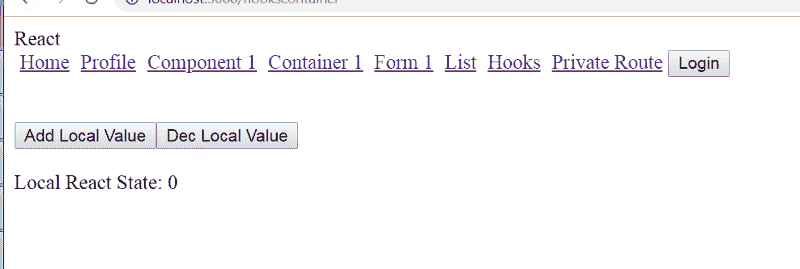 localhost:3000/hookscontainer
React
Home Profile Component 1 Container 1 Form 1 List Hooks Private Route Login
Add Local Value Dec Local Value
Local React State: 0